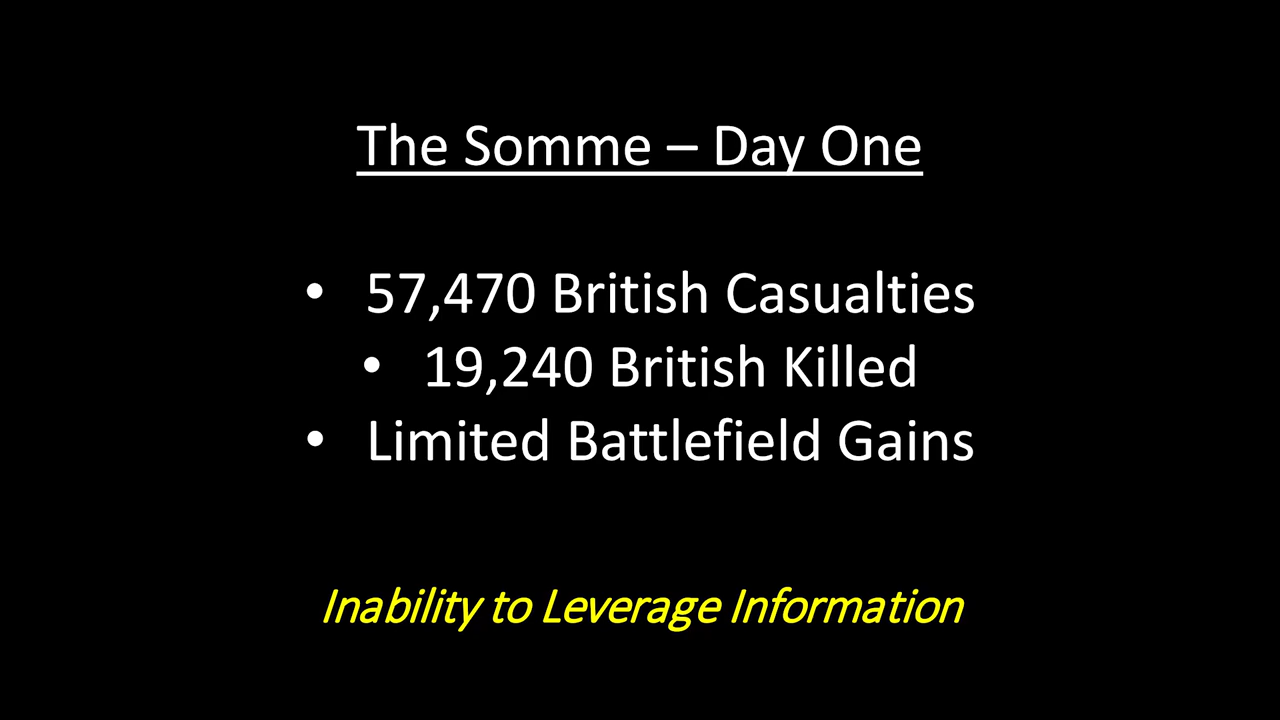 The Somme – Day One
• 57,470 British Casualties
• 19,240 British Killed
• Limited Battlefield Gains
Inability to Leverage Information